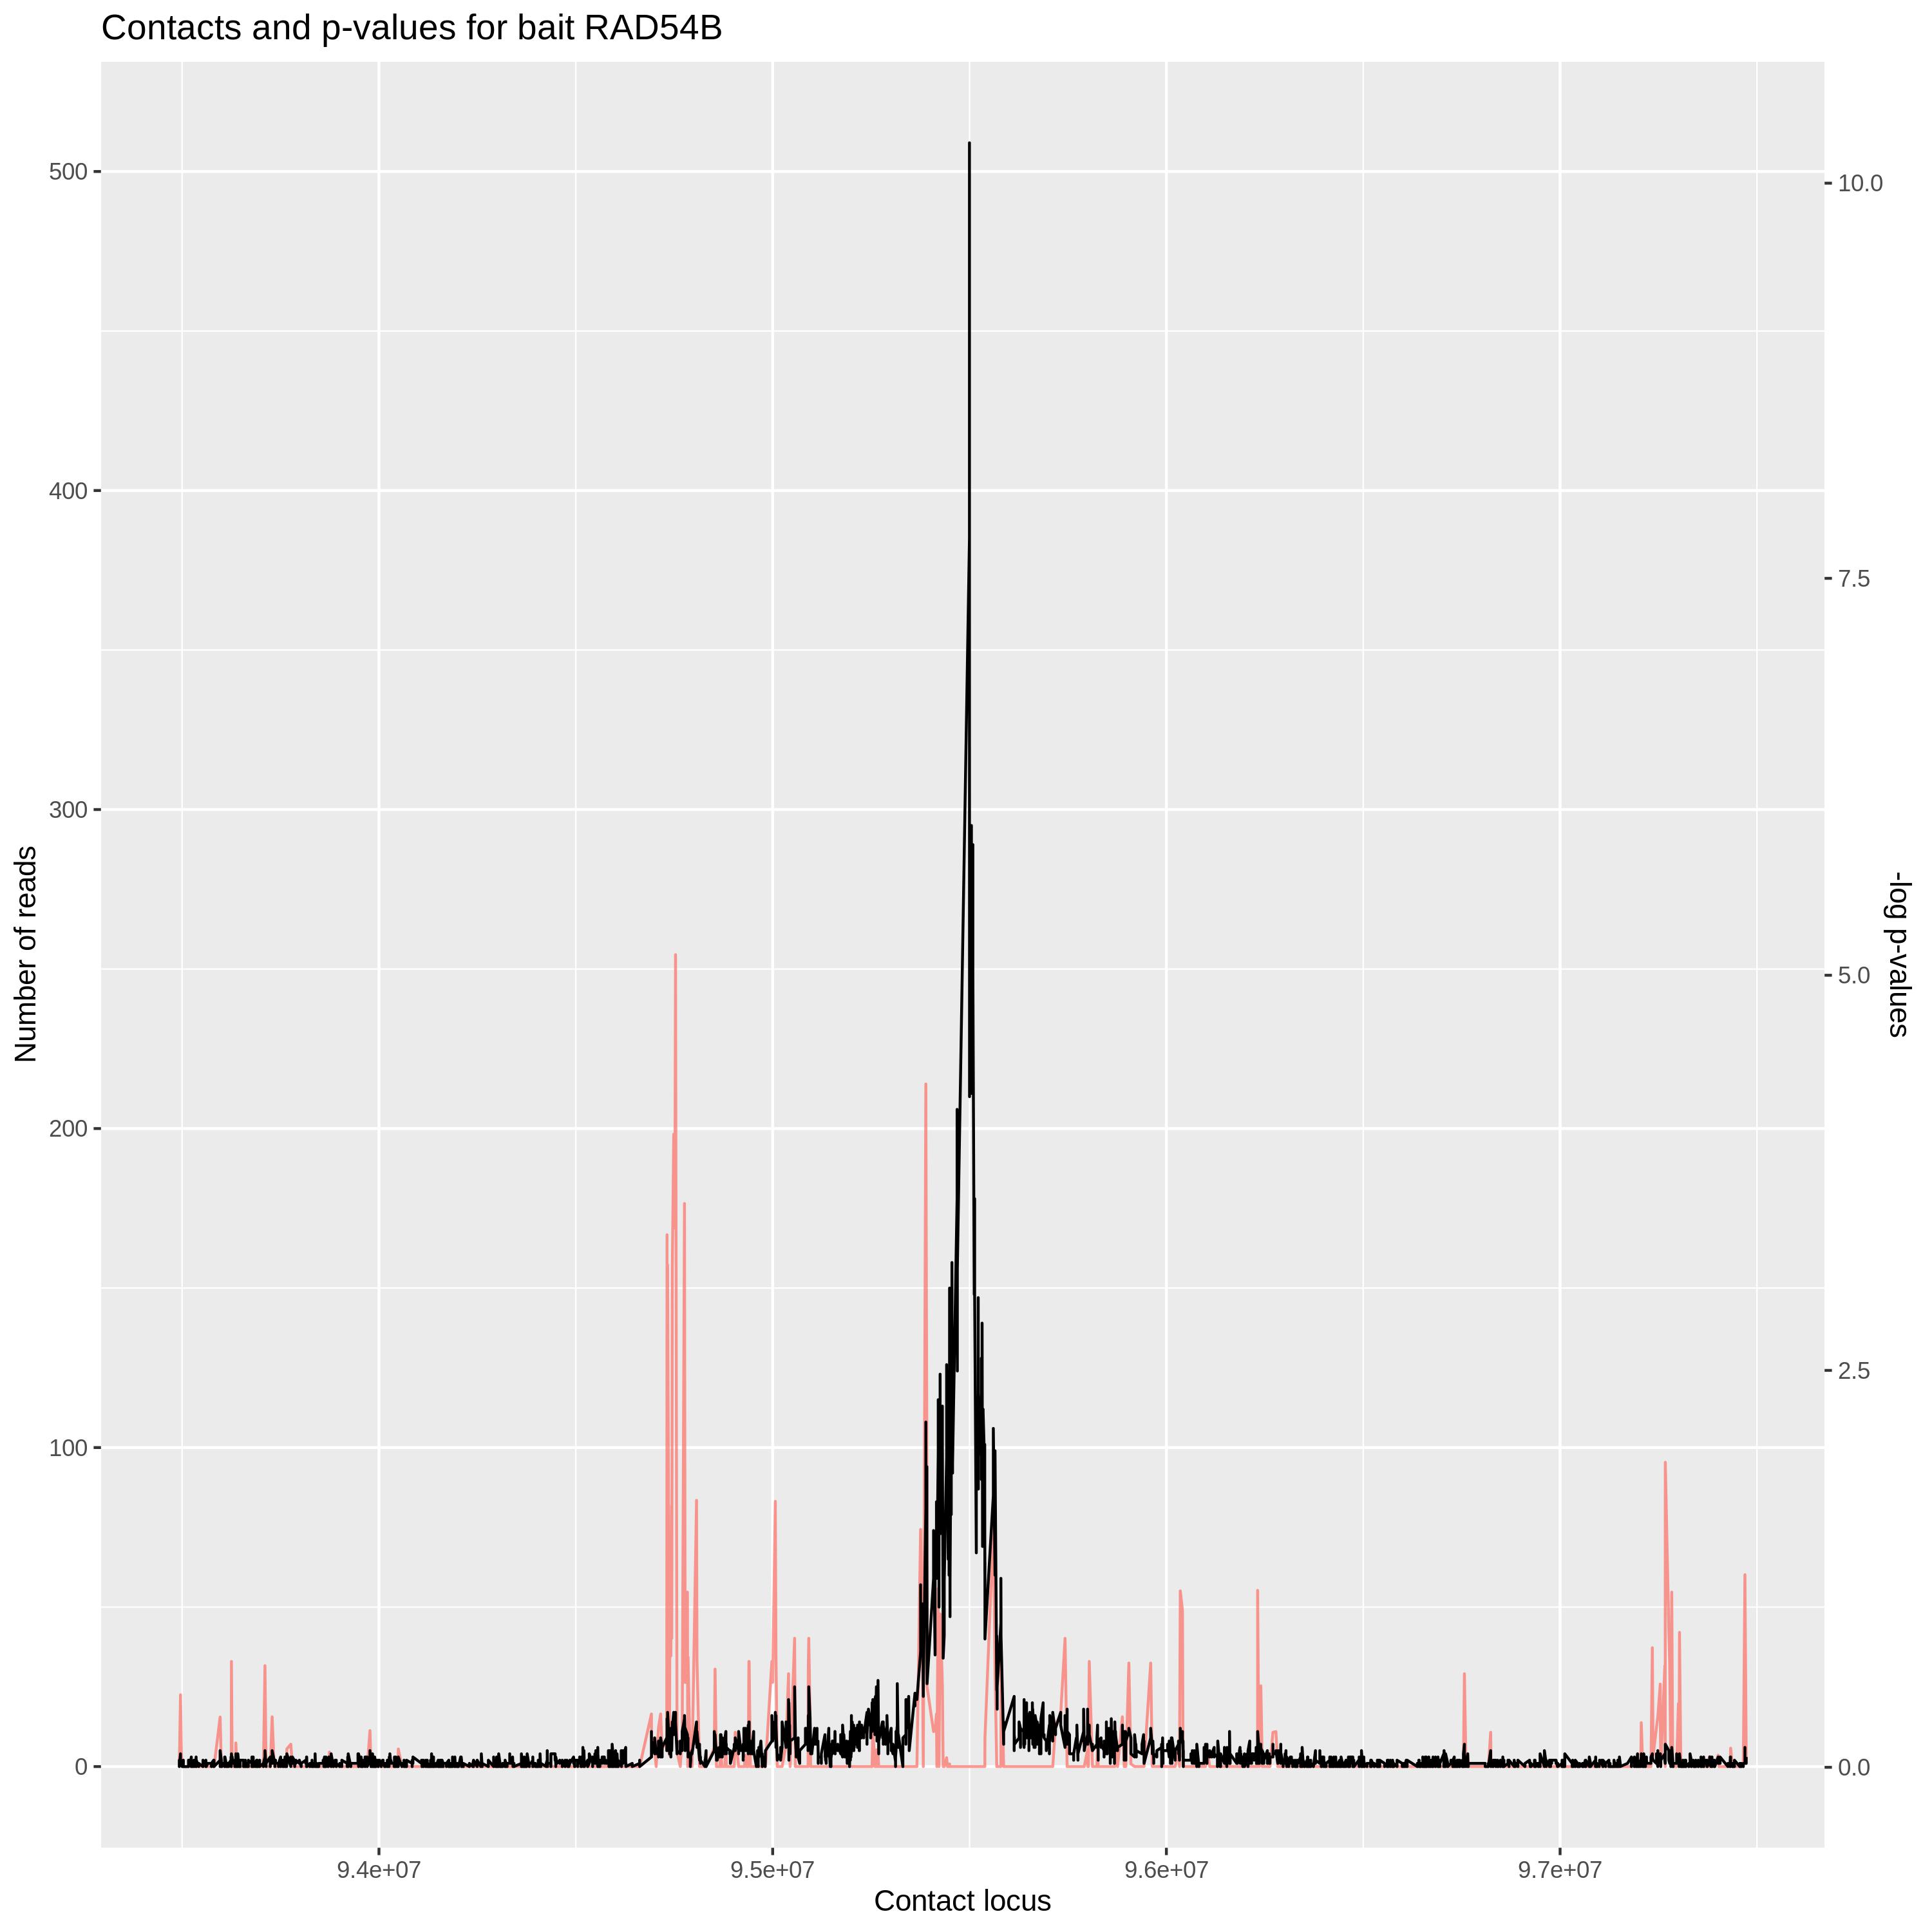 Contacts and p-values for bait RAD54B
500
400
300
200
100
0
Number of reads
10.0
7.5
5.0
2.5
0.0
-log p-values
9.4e+07
9.5e+07
9.6e+07
9.7e+07
Contact locus